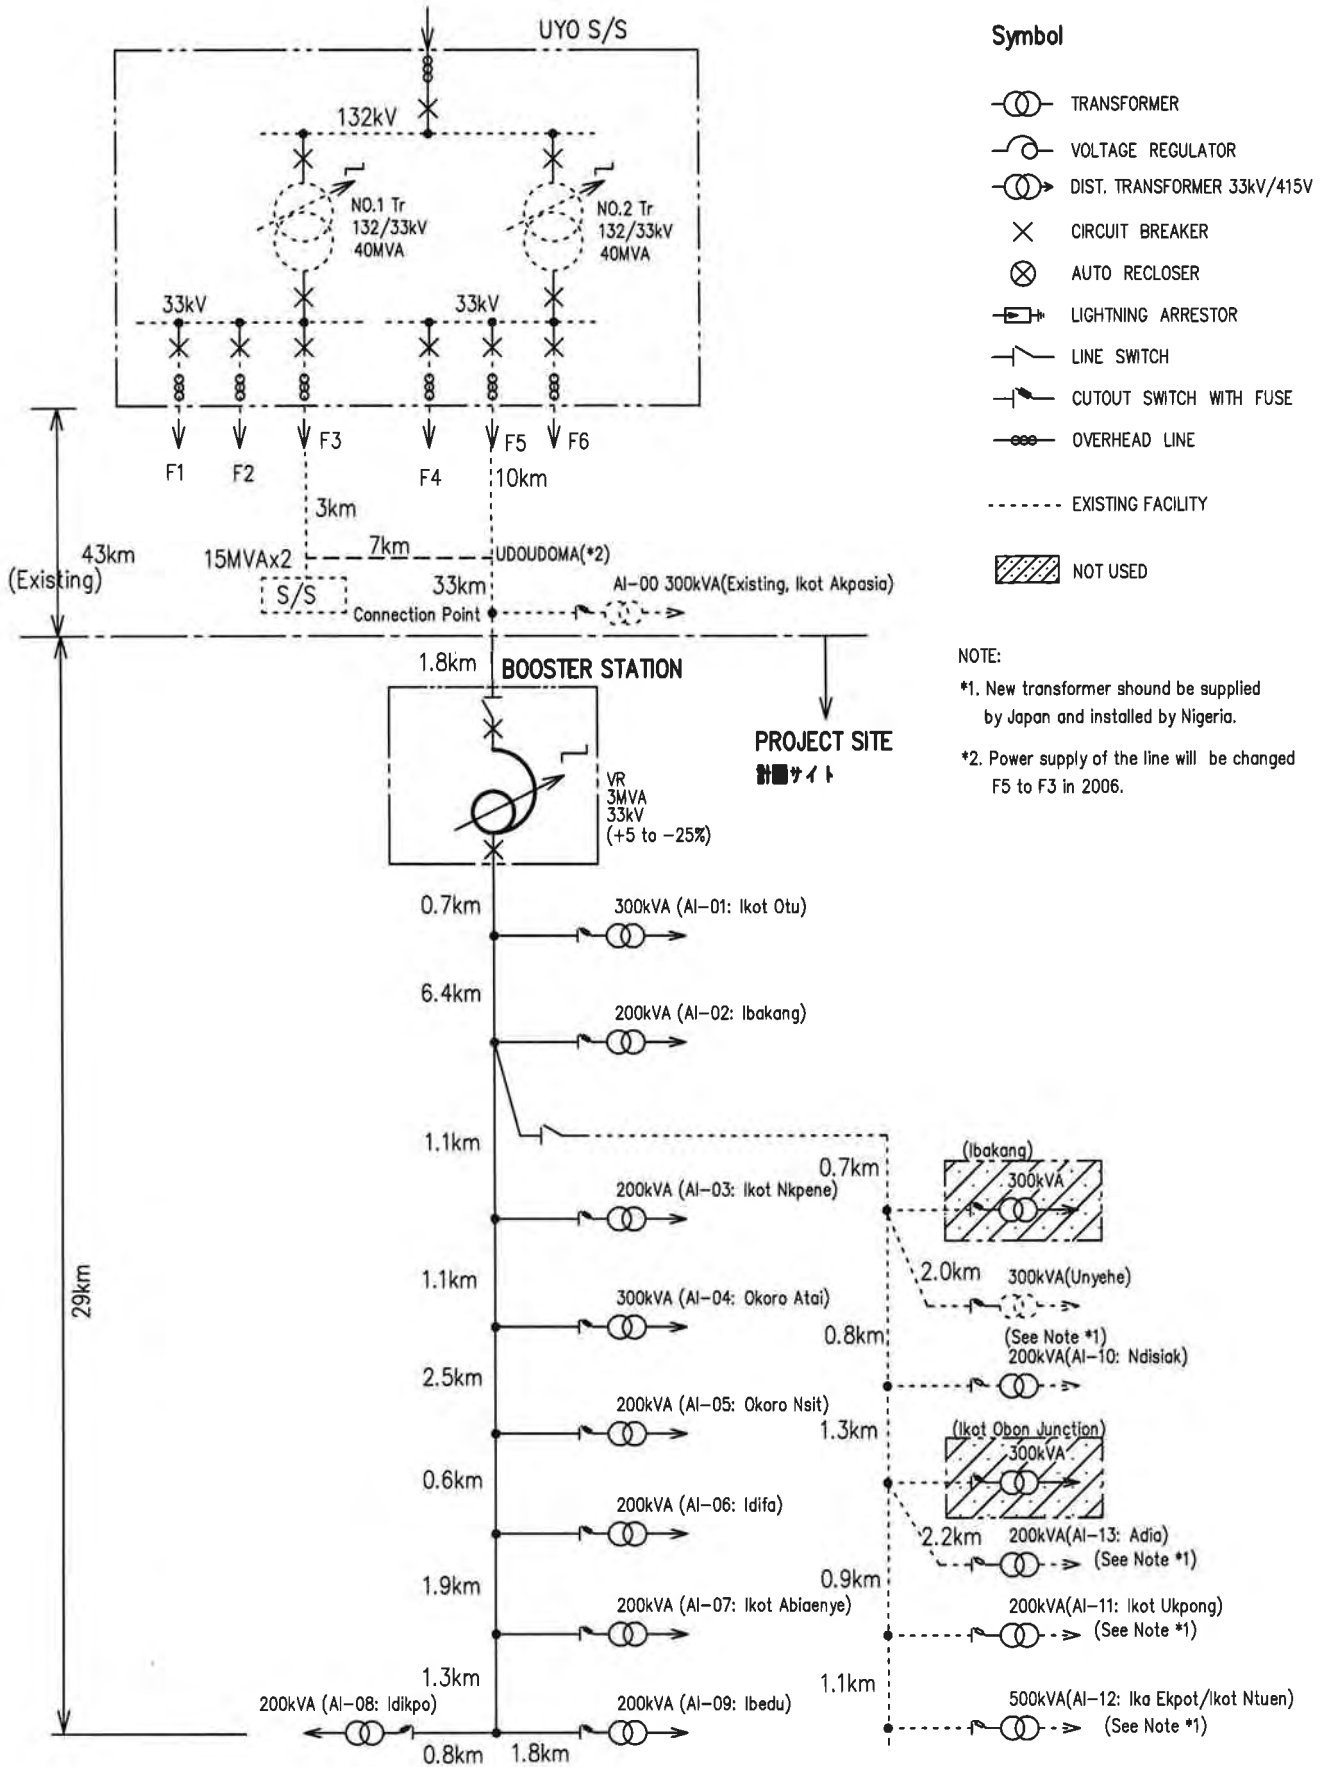 UYO S/S
132kV
NO.1 Tr
132/33kV
40MVA
NO.2 Tr
132/33kV
40MVA
33kV
33kV
F1
F2
F3
F4
F5
F6
10km
3km
43km
(Existing)
15MVAx2
7km
UDOUDOMA(*2)
S/S
33km
AI-00 300kVA(Existing, Ikot Akpasia)
Connection Point
1.8km
BOOSTER STATION
PROJECT SITE
サイト
VR
3MVA
33kV
(+5 to -25%)
0.7km
300kVA (AI-01: Ikot Otu)
6.4km
200kVA (AI-02: Ibakang)
1.1km
200kVA (AI-03: Ikot Nkpene)
1.1km
300kVA (AI-04: Okoro Atai)
2.5km
200kVA (AI-05: Okoro Nsit)
0.6km
200kVA (AI-06: Idifa)
1.9km
200kVA (AI-07: Ikot Abiaenye)
1.3km
200kVA (AI-08: Idikpa)
200kVA (AI-09: Ibedu)
0.8km
1.8km
29km
0.7km
(Ibakang)
300kVA
2.0km
300kVA(Unyehe)
(See Note *1)
0.8km
200kVA(AI-10: Ndisiak)
1.3km
(Ikot Obon Junction)
300kVA
2.2km
200kVA(AI-13: Adia)
(See Note *1)
0.9km
200kVA(AI-11: Ikot Ukpong)
(See Note *1)
1.1km
500kVA(AI-12: Ika Ekpot/Ikot Ntuen)
(See Note *1)
Symbol
TRANSFORMER
VOLTAGE REGULATOR
DIST. TRANSFORMER 33kV/415V
CIRCUIT BREAKER
AUTO RECLOSER
LIGHTNING ARRESTOR
LINE SWITCH
CUTOUT SWITCH WITH FUSE
OVERHEAD LINE
EXISTING FACILITY
NOT USED
NOTE:
*1. New transformer shound be supplied
by Japan and installed by Nigeria.
*2. Power supply of the line will be changed
F5 to F3 in 2006.